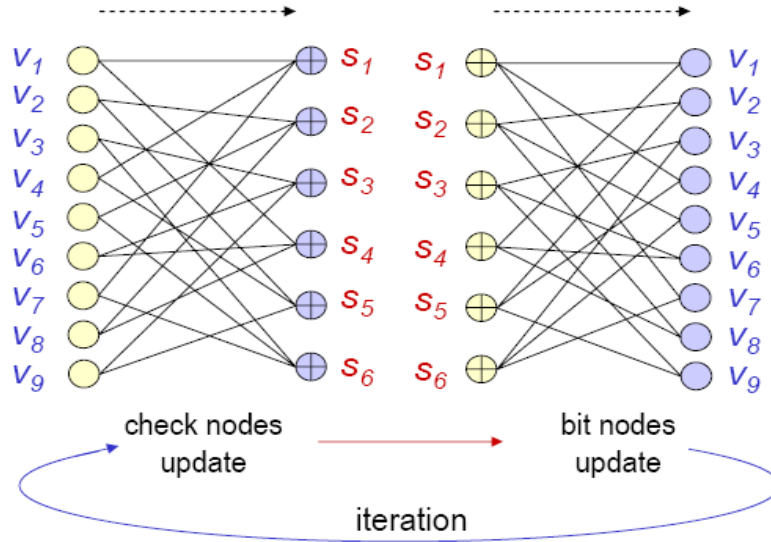 v1 s1 s1 v1
v2 s2 s2 v2
v3 s3 s3 v3
v4 s4 s4 v4
v5 s5 s5 v5
v6 s6 s6 v6
v7 v7
v8 v8
v9 v9
check nodes bit nodes
update update
iteration